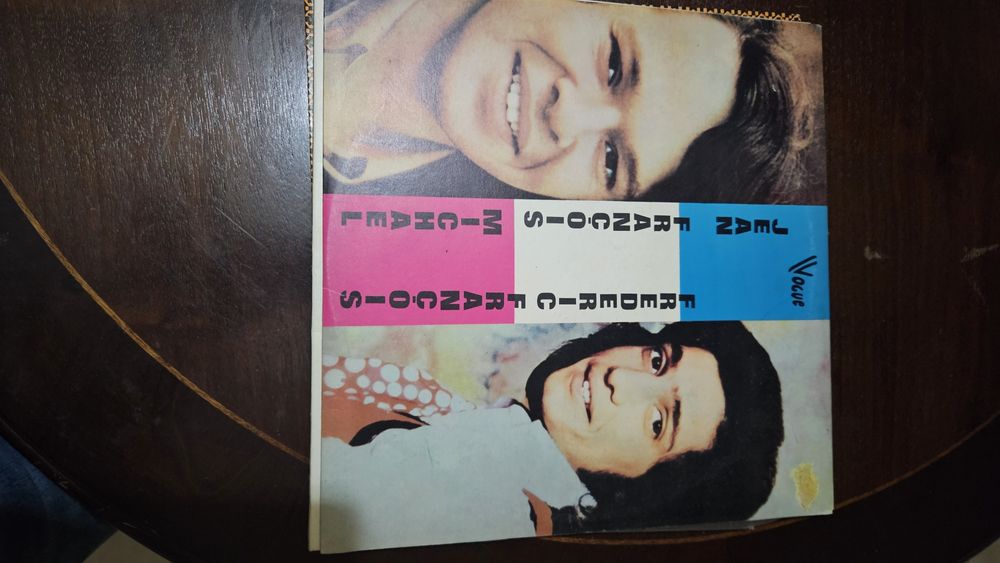 VOGUE
JEAN
FRANÇOIS
MICHAEL
FREDERIC
FRANÇOIS